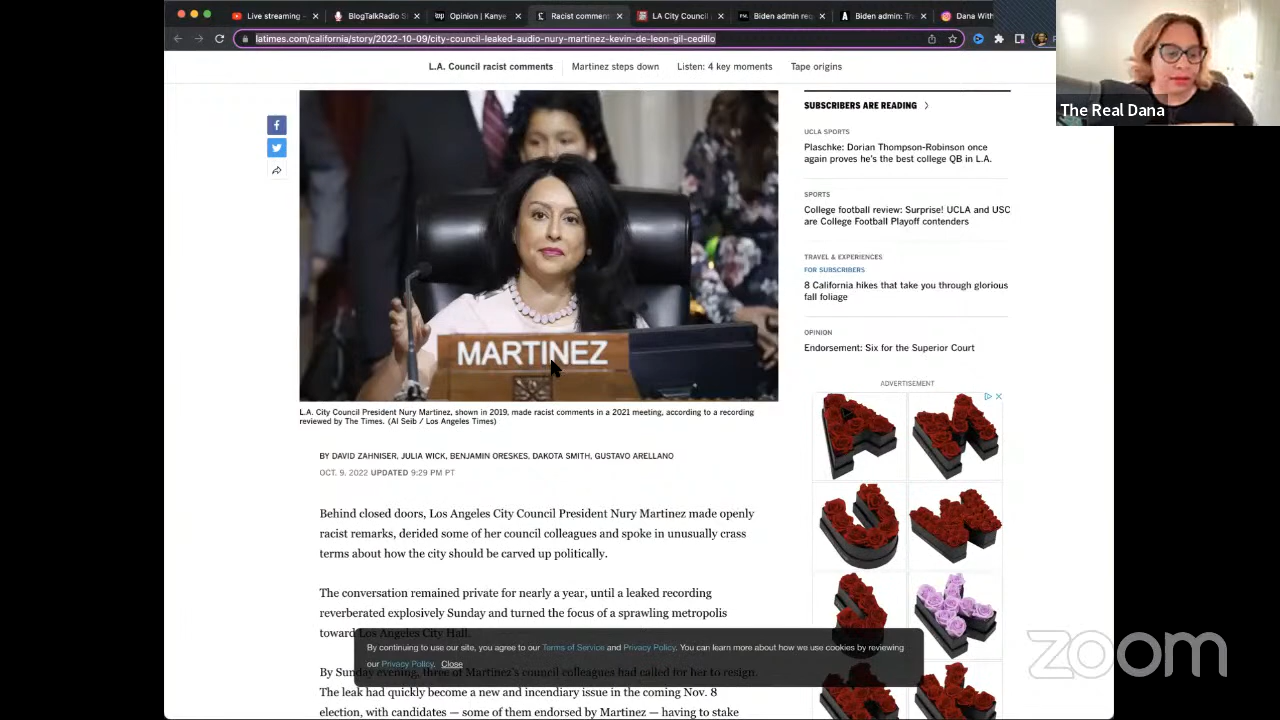 Live streaming –
BlogTalkRadio S
Opinion | Kanye
Racist comment
LA City Council
Biden admin req
Biden admin: Tr
Dana With
latimes.com/california/story/2022-10-09/city-council-leaked-audio-nury-martinez-kevin-de-leon-gil-cedillo
The Real Dana
L.A. Council racist comments
Martinez steps down
Listen: 4 key moments
Tape origins
MARTINEZ
L.A. City Council President Nury Martinez, shown in 2019, made racist comments in a 2021 meeting, according to a recording
reviewed by The Times. (Al Seib / Los Angeles Times)
BY DAVID ZAHNISER, JULIA WICK, BENJAMIN ORESKES, DAKOTA SMITH, GUSTAVO ARELLANO
OCT. 9, 2022 UPDATED 9:29 PM PT
Behind closed doors, Los Angeles City Council President Nury Martinez made openly
racist remarks, derided some of her council colleagues and spoke in unusually crass
terms about how the city should be carved up politically.
The conversation remained private for nearly a year, until a leaked recording
reverberated explosively Sunday and turned the focus of a sprawling metropolis
toward Los Angeles City Hall.
By Sunday evening, three of Martinez's council colleagues had called for her to resign.
The leak had quickly become a new and incendiary issue in the coming Nov. 8
election, with candidates — some of them endorsed by Martinez — having to stake
By continuing to use our site, you agree to our Terms of Service and Privacy Policy. You can learn more about how we use cookies by reviewing
our Privacy Policy. Close
SUBSCRIBERS ARE READING
UCLA SPORTS
Plaschke: Dorian Thompson-Robinson once
again proves he's the best college QB in L.A.
SPORTS
College football review: Surprise! UCLA and USC
are College Football Playoff contenders
TRAVEL & EXPERIENCES
FOR SUBSCRIBERS
8 California hikes that take you through glorious
fall foliage
OPINION
Endorsement: Six for the Superior Court
ADVERTISEMENT
zoom